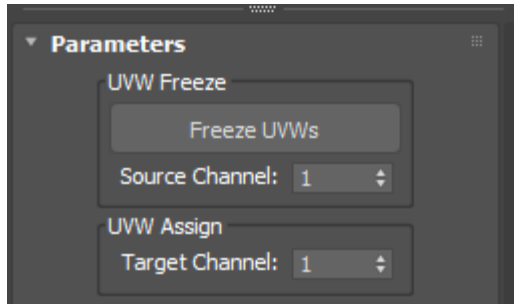 Parameters
UVW Freeze
Freeze UVWs
Source Channel: 1
UVW Assign
Target Channel: 1